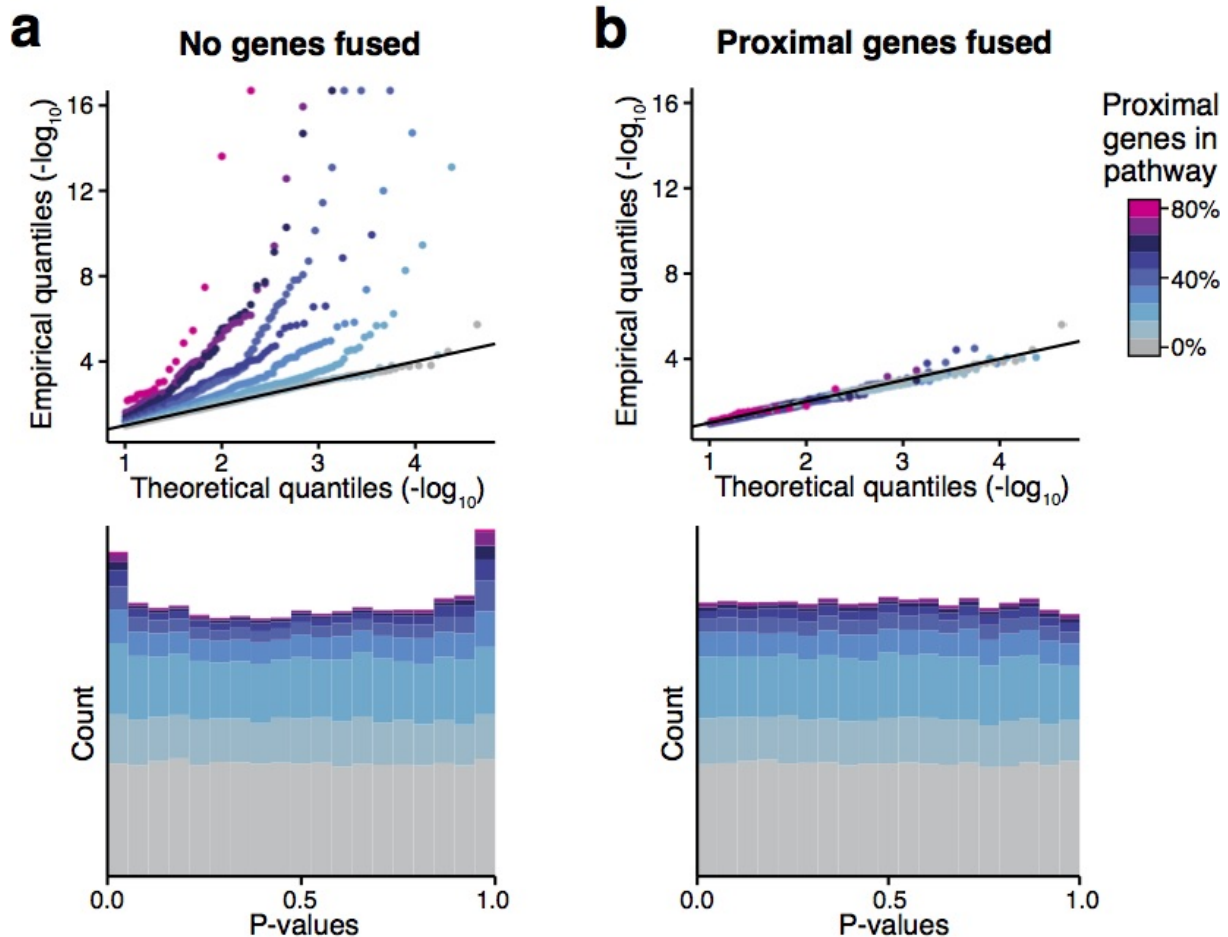 a
No genes fused
Empirical quantiles (-log10)
16
12
8
4
1 2 3 4
Theoretical quantiles (-log10)
b
Proximal genes fused
Empirical quantiles (-log10)
16
12
8
4
1 2 3 4
Theoretical quantiles (-log10)
Proximal
genes in
pathway
80%
40%
0%
Count
0.0 0.5 1.0
P-values
Count
0.0 0.5 1.0
P-values